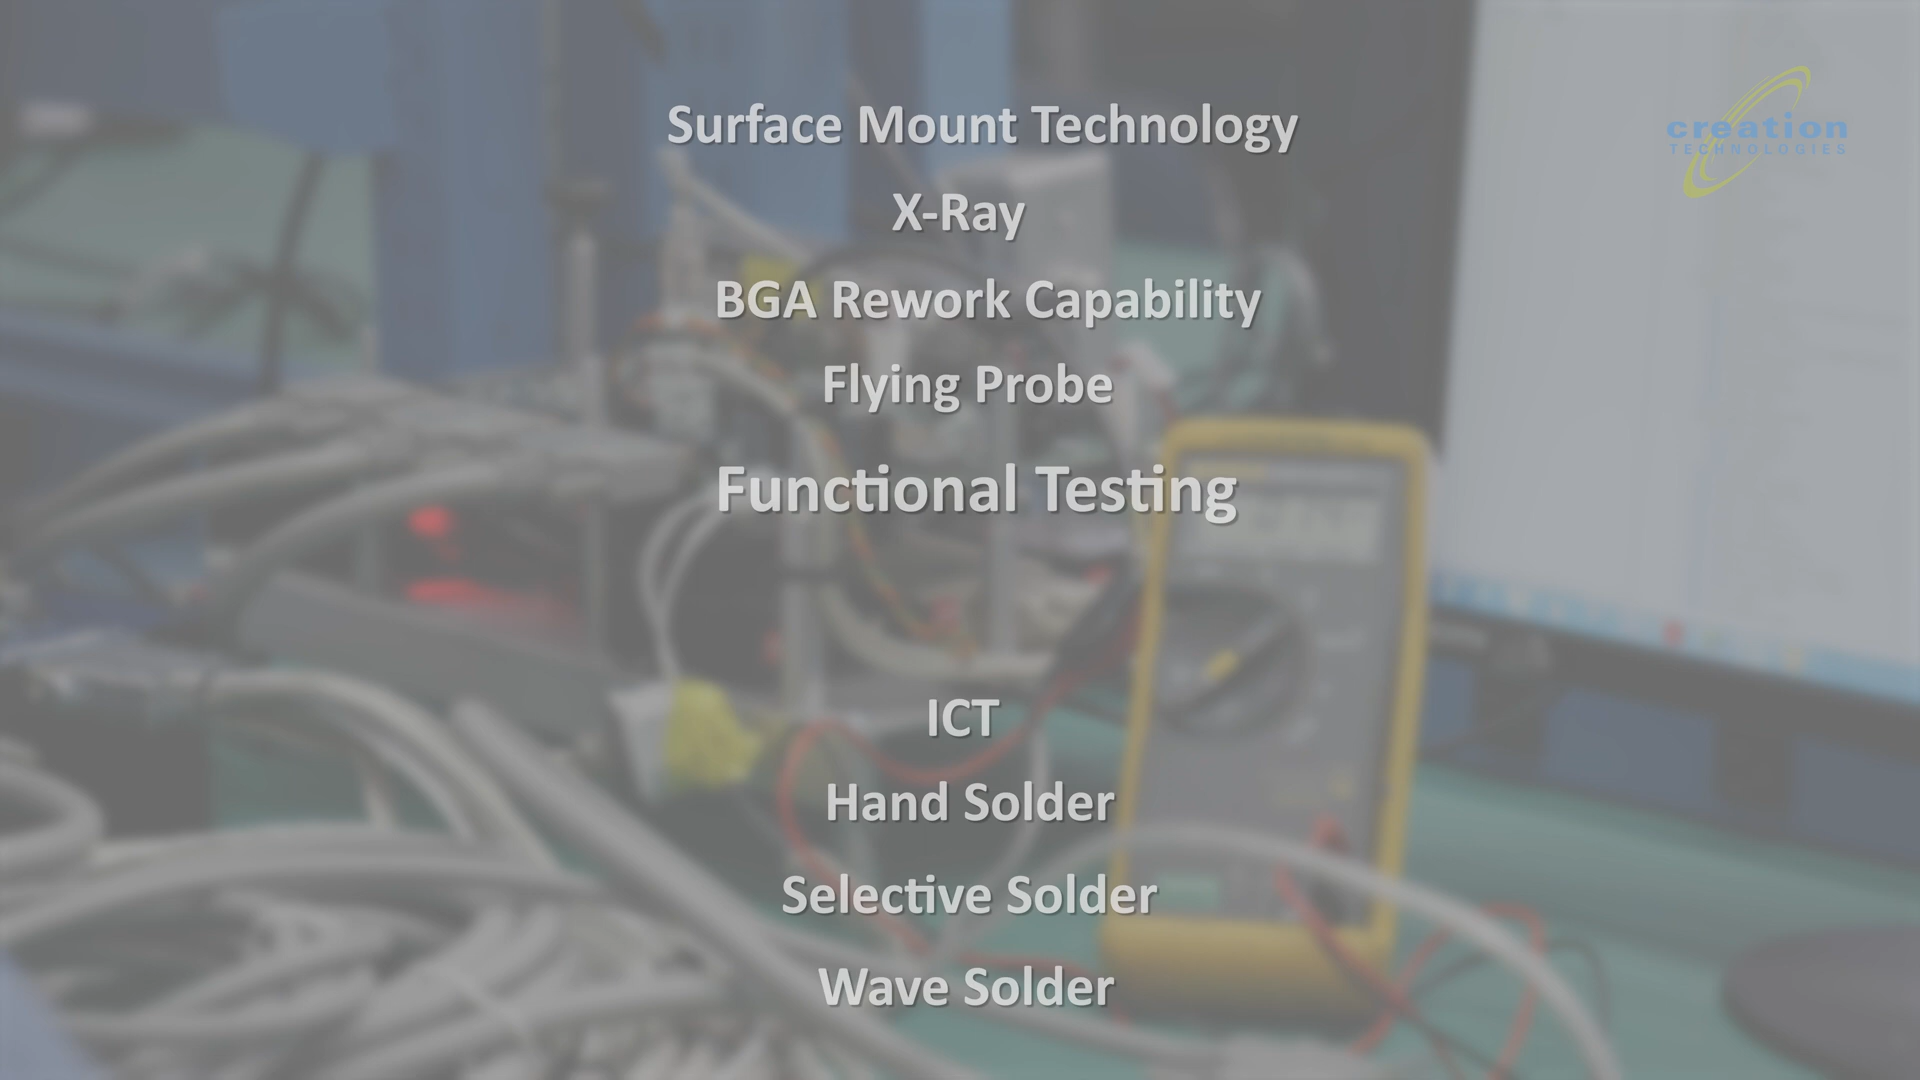 Surface Mount Technology
creation
TECHNOLOGIES
X-Ray
BGA Rework Capability
Flying Probe
Functional Testing
ICT
Hand Solder
Selective Solder
Wave Solder